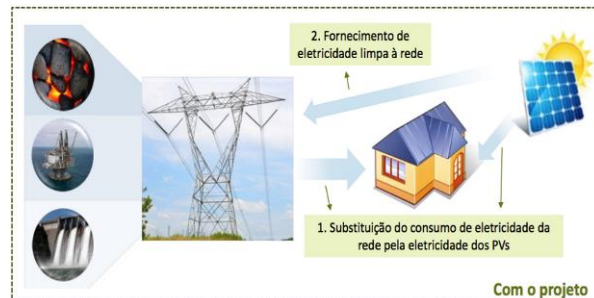 2. Fornecimento de
eletricidade limpa à rede
1. Substituição do consumo de eletricidade da
rede pela eletricidade dos PVs
Com o projeto